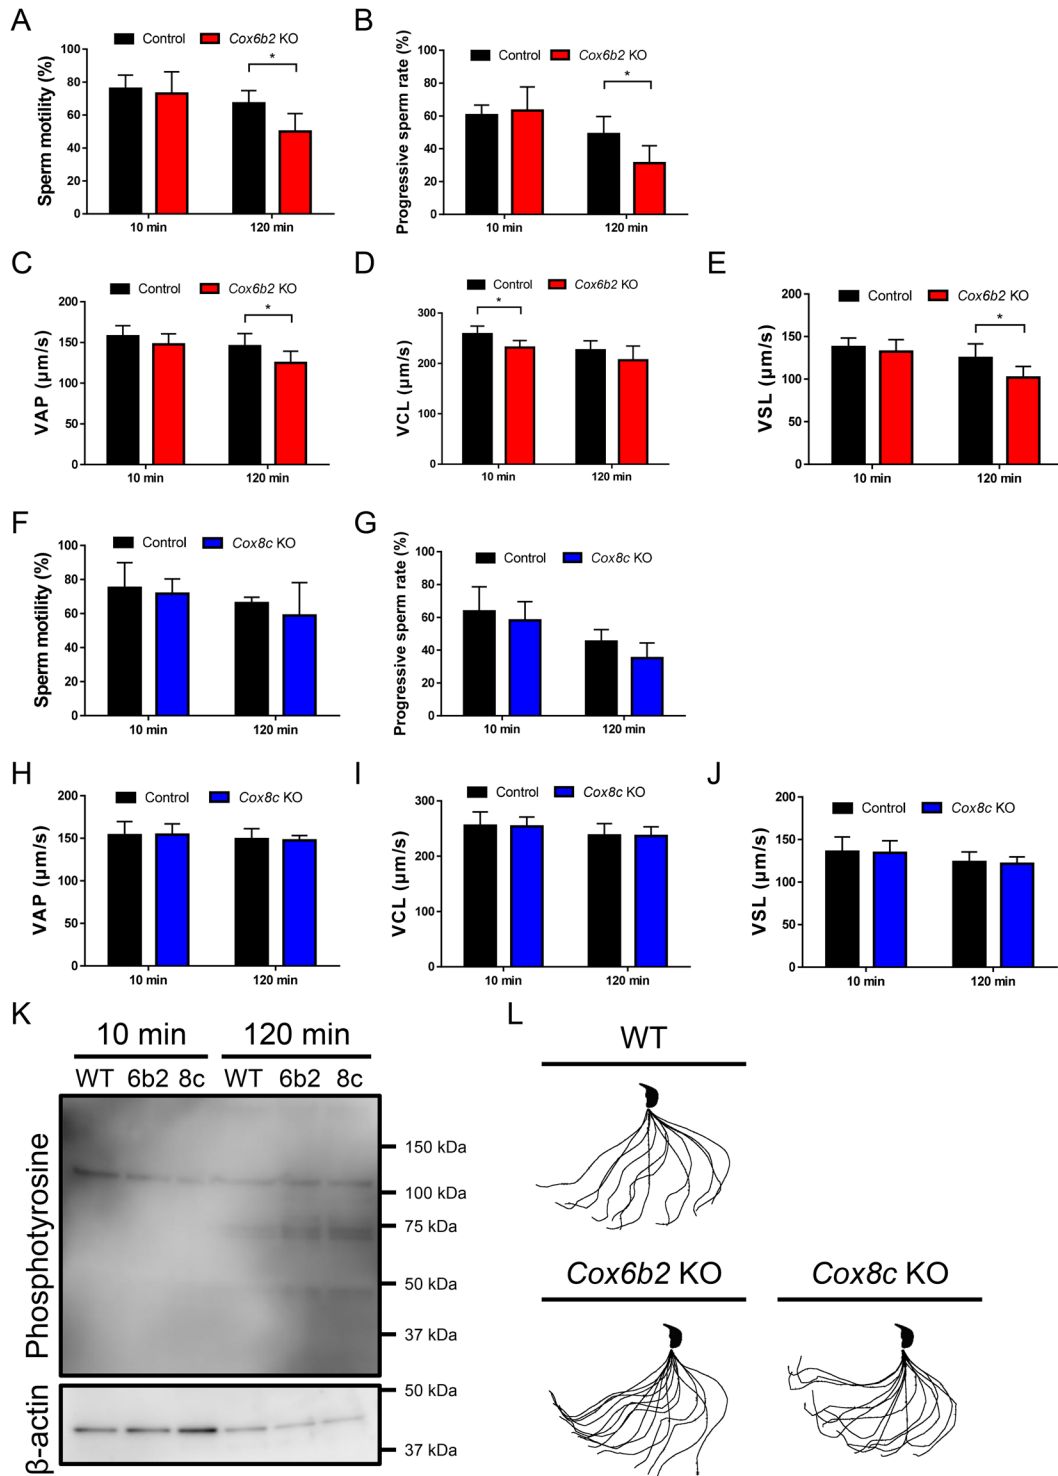 A
Control Cox6b2 KO
Sperm motility (%)
100
80
60
40
20
0
*
10 min 120 min
B
Control Cox6b2 KO
Progressive sperm rate (%)
100
80
60
40
20
0
*
10 min 120 min
C
Control Cox6b2 KO
VAP (μm/s)
200
150
100
50
0
*
10 min 120 min
D
Control Cox6b2 KO
VCL (μm/s)
300
200
100
0
*
10 min 120 min
E
Control Cox6b2 KO
VSL (μm/s)
200
150
100
50
0
*
10 min 120 min
F
Control Cox8c KO
Sperm motility (%)
100
80
60
40
20
0
10 min 120 min
G
Control Cox8c KO
Progressive sperm rate (%)
100
80
60
40
20
0
10 min 120 min
H
Control Cox8c KO
VAP (μm/s)
200
150
100
50
0
10 min 120 min
I
Control Cox8c KO
VCL (μm/s)
300
200
100
0
10 min 120 min
J
Control Cox8c KO
VSL (μm/s)
200
150
100
50
0
10 min 120 min
K
10 min 120 min
WT 6b2 8c WT 6b2 8c
Phosphotyrosine
150 kDa
100 kDa
75 kDa
50 kDa
37 kDa
β-actin
50 kDa
37 kDa
L
WT
Cox6b2 KO Cox8c KO